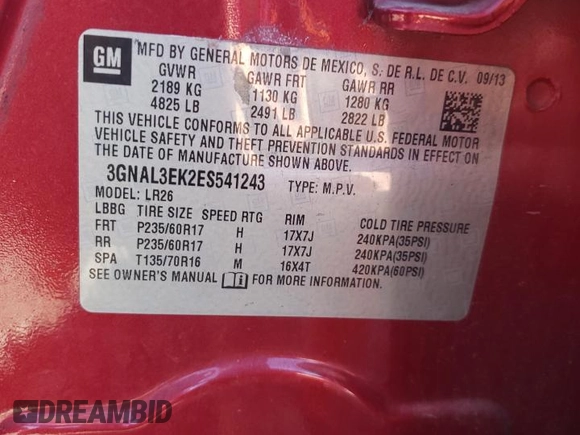 GM
MFD BY GENERAL MOTORS DE MEXICO, S. DE R.L. DE C.V. 09/13
GVWR GAWR FRT GAWR RR
2189 KG 1130 KG 1280 KG
4825 LB 2491 LB 2822 LB
THIS VEHICLE CONFORMS TO ALL APPLICABLE U.S. FEDERAL MOTOR
VEHICLE SAFETY AND THEFT PREVENTION STANDARDS IN EFFECT ON
DATE OF MANUFACTURE SHOWN ABOVE.
3GNAL3EK2ES541243 TYPE: M.P.V.
MODEL: LR26
LBBG TIRE SIZE SPEED RTG RIM COLD TIRE PRESSURE
FRT P235/60R17 H 17X7J 240KPA(35PSI)
RR P235/60R17 H 17X7J 240KPA(35PSI)
SPA T135/70R16 M 16X4T 420KPA(60PSI)
SEE OWNER'S MANUAL FOR MORE INFORMATION.
DREAMBID